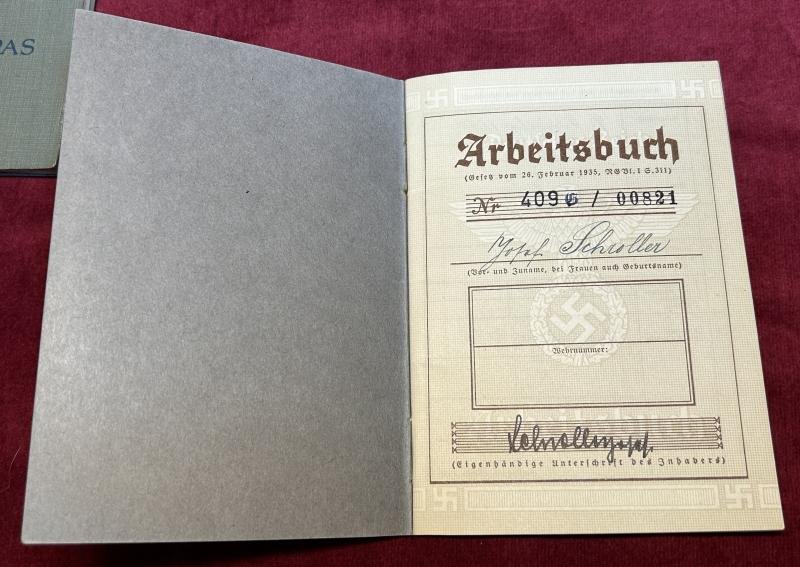 PAS
Arbeitsbuch
(Gesetz vom 26. Februar 1935, RGBl. I S. 311)
Nr 4096 / 00821
Josef Schroller
(Vor- und Zuname, bei Frauen auch Geburtsname)
Wehrnummer:
Arbeitsbuch
Schroller Josef.
(Eigenhändige Unterschrift des Inhabers)